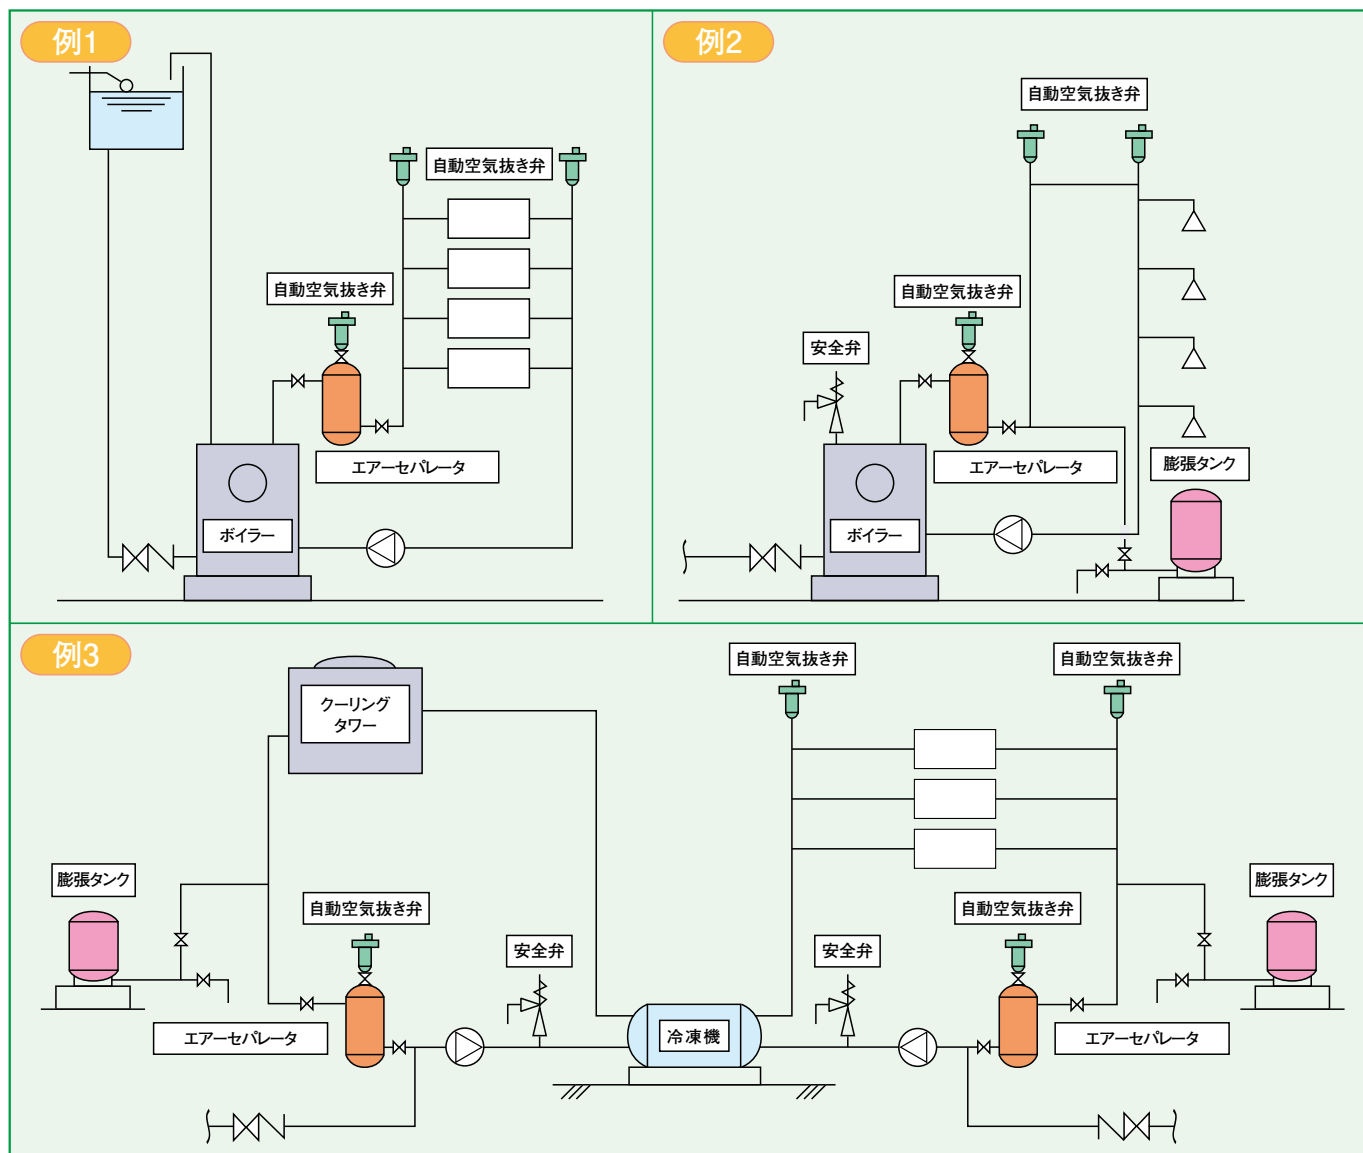 例1
自動空気抜き弁
自動空気抜き弁
エアーセパレータ
ボイラー
例2
自動空気抜き弁
自動空気抜き弁
安全弁
エアーセパレータ
膨張タンク
ボイラー
例3
クーリング
タワー
自動空気抜き弁
自動空気抜き弁
膨張タンク
自動空気抜き弁
安全弁
エアーセパレータ
冷凍機
安全弁
自動空気抜き弁
膨張タンク
エアーセパレータ